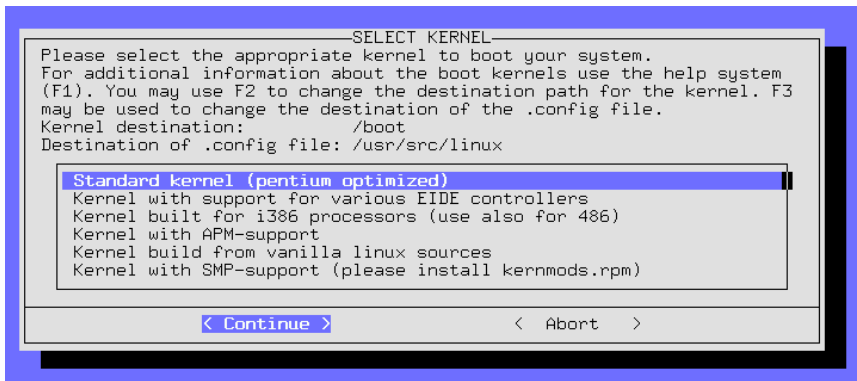 SELECT KERNEL
Please select the appropriate kernel to boot your system.
For additional information about the boot kernels use the help system
(F1). You may use F2 to change the destination path for the kernel. F3
may be used to change the destination of the .config file.
Kernel destination: /boot
Destination of .config file: /usr/src/linux
Standard kernel (pentium optimized)
Kernel with support for various EIDE controllers
Kernel built for i386 processors (use also for 486)
Kernel with APM-support
Kernel build from vanilla linux sources
Kernel with SMP-support (please install kernmods.rpm)
< Continue > < Abort >